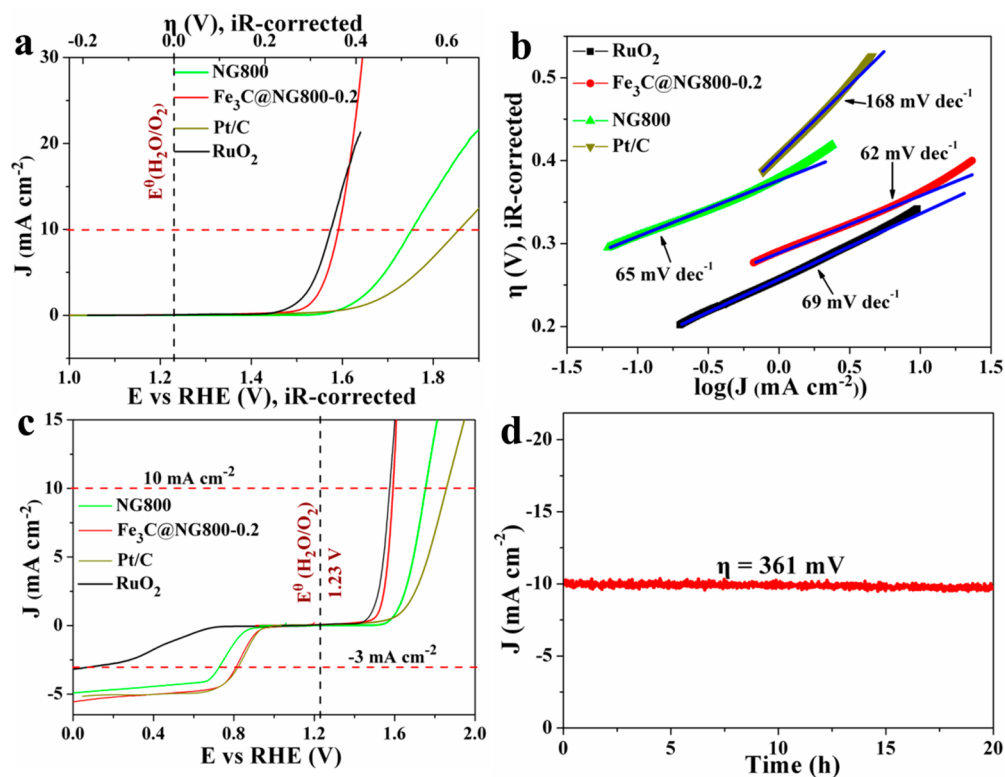 a
η (V), iR-corrected
-0.2 0.0 0.2 0.4 0.6
NG800
Fe₃C@NG800-0.2
Pt/C
RuO₂
E⁰(H₂O/O₂)
J (mA cm⁻²)
30
20
10
0
1.0 1.2 1.4 1.6 1.8
E vs RHE (V), iR-corrected
b
RuO₂
Fe₃C@NG800-0.2
NG800
Pt/C
168 mV dec⁻¹
62 mV dec⁻¹
65 mV dec⁻¹
69 mV dec⁻¹
η (V), iR-corrected
0.5
0.4
0.3
0.2
-1.5 -1.0 -0.5 0.0 0.5 1.0 1.5
log(J (mA cm⁻²)
c
10 mA cm⁻²
NG800
Fe₃C@NG800-0.2
Pt/C
RuO₂
E⁰ (H₂O/O₂)
1.23 V
-3 mA cm⁻²
J (mA cm⁻²)
15
10
5
0
-5
0.0 0.4 0.8 1.2 1.6 2.0
E vs RHE (V)
d
η = 361 mV
J (mA cm⁻²)
-20
-15
-10
-5
0
0 5 10 15 20
Time (h)